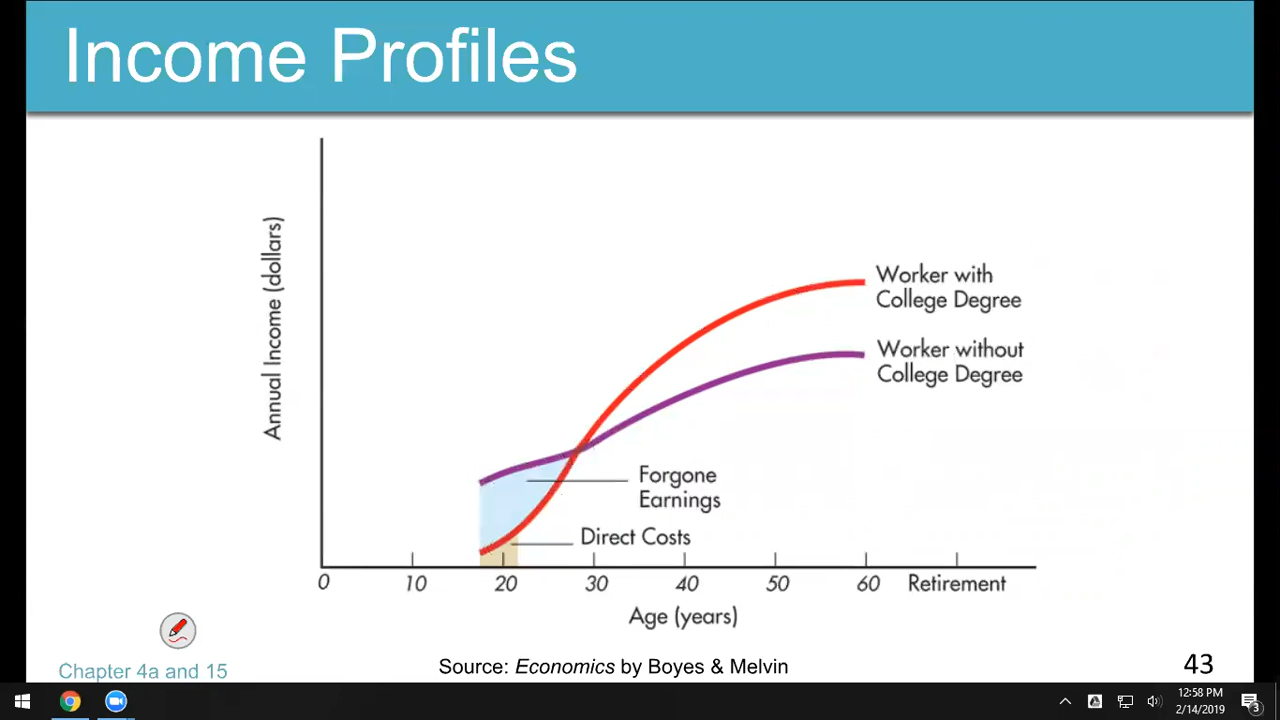 Income Profiles
Annual Income (dollars)
Worker with
College Degree
Worker without
College Degree
Forgone
Earnings
Direct Costs
0 10 20 30 40 50 60 Retirement
Age (years)
Chapter 4a and 15
Source: Economics by Boyes & Melvin
43
12:58 PM
2/14/2019
3